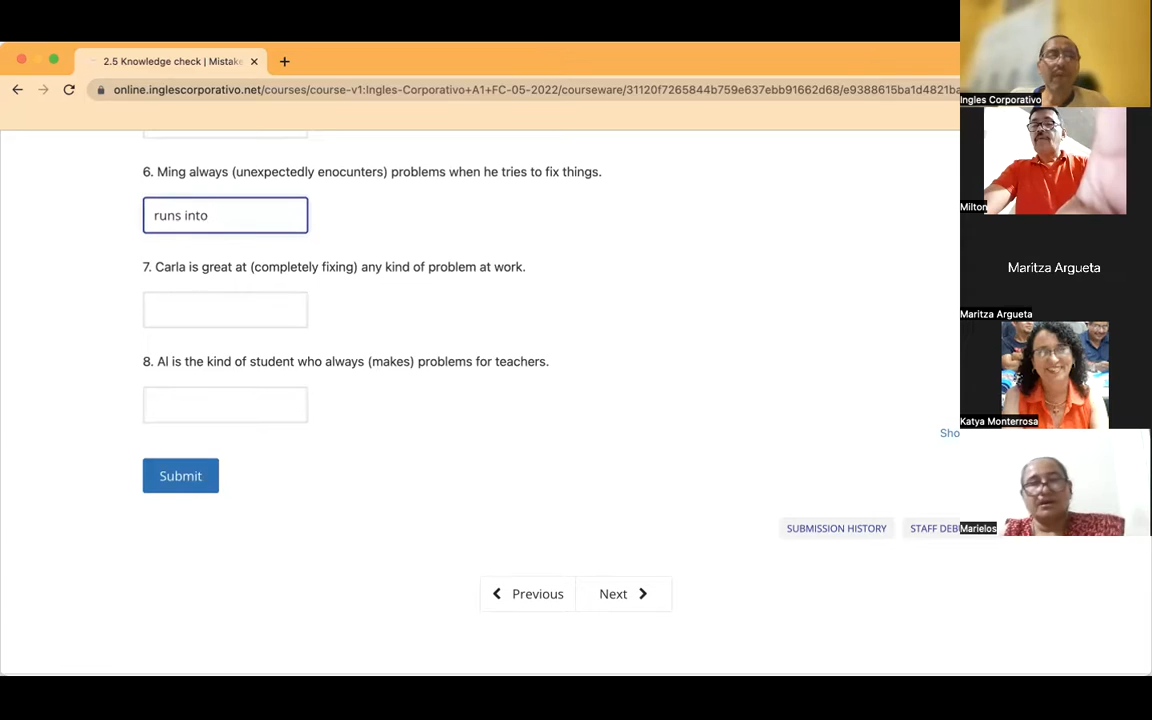 2.5 Knowledge check | Mistake
online.inglescorporativo.net/courses/course-v1:Ingles-Corporativo+A1+FC-05-2022/courseware/31120f7265844b759e637ebb91662d68/e9388615ba1d4821ba
Ingles Corporativo
6. Ming always (unexpectedly enocunters) problems when he tries to fix things.
Milton
runs into
7. Carla is great at (completely fixing) any kind of problem at work.
Maritza Argueta
Maritza Argueta
8. Al is the kind of student who always (makes) problems for teachers.
Katya Monterrosa
Sho
Submit
SUBMISSION HISTORY
STAFF DEB
Marielos
Previous
Next